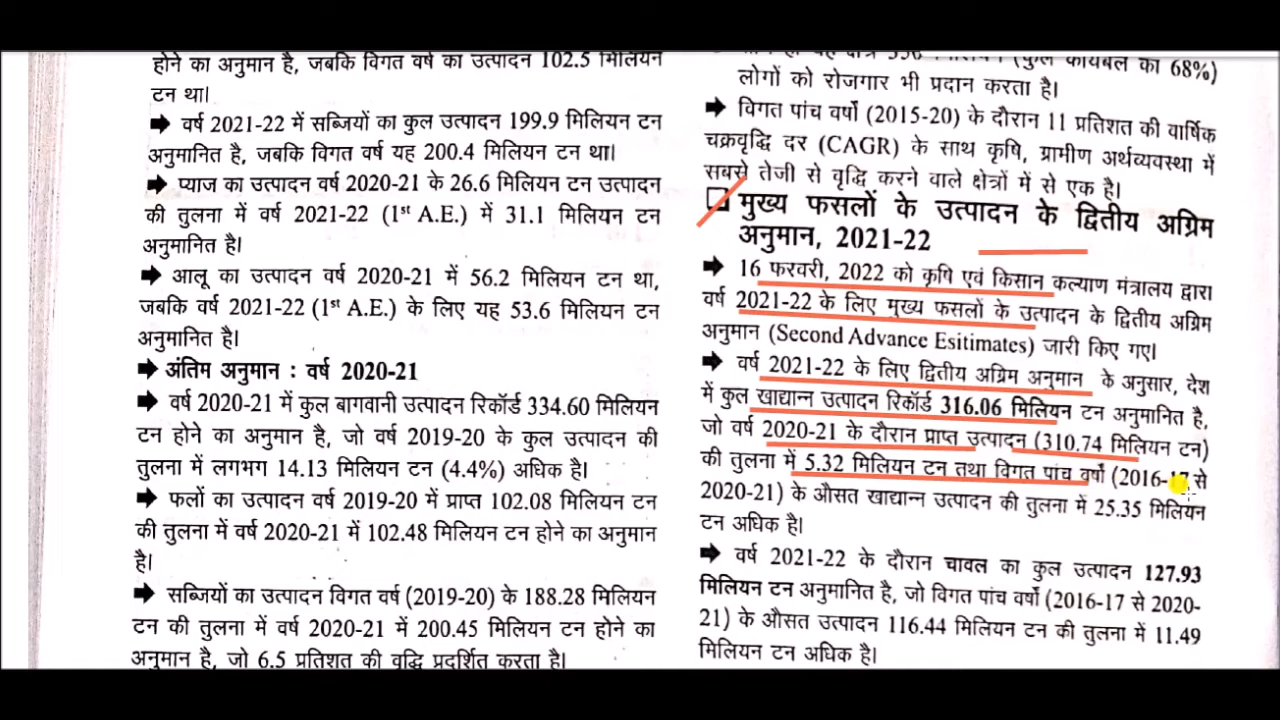 होने का अनुमान है, जबकि विगत वर्ष का उत्पादन 102.5 मिलियन
टन था।
➡ वर्ष 2021-22 में सब्जियों का कुल उत्पादन 199.9 मिलियन टन
अनुमानित है, जबकि विगत वर्ष यह 200.4 मिलियन टन था।
➡ प्याज का उत्पादन वर्ष 2020-21 के 26.6 मिलियन टन उत्पादन
की तुलना में वर्ष 2021-22 (1st A.E.) में 31.1 मिलियन टन
अनुमानित है।
➡ आलू का उत्पादन वर्ष 2020-21 में 56.2 मिलियन टन था,
जबकि वर्ष 2021-22 (1st A.E.) के लिए यह 53.6 मिलियन टन
अनुमानित है।
➡ अंतिम अनुमान : वर्ष 2020-21
➡ वर्ष 2020-21 में कुल बागवानी उत्पादन रिकॉर्ड 334.60 मिलियन
टन होने का अनुमान है, जो वर्ष 2019-20 के कुल उत्पादन की
तुलना में लगभग 14.13 मिलियन टन (4.4%) अधिक है।
➡ फलों का उत्पादन वर्ष 2019-20 में प्राप्त 102.08 मिलियन टन
की तुलना में वर्ष 2020-21 में 102.48 मिलियन टन होने का अनुमान
है।
➡ सब्जियों का उत्पादन विगत वर्ष (2019-20) के 188.28 मिलियन
टन की तुलना में वर्ष 2020-21 में 200.45 मिलियन टन होने का
अनुमान है, जो 6.5 प्रतिशत की वृद्धि प्रदर्शित करता है।
(कुल कार्यबल का 68%)
लोगों को रोजगार भी प्रदान करता है।
➡ विगत पांच वर्षों (2015-20) के दौरान 11 प्रतिशत की वार्षिक
चक्रवृद्धि दर (CAGR) के साथ कृषि, ग्रामीण अर्थव्यवस्था में
सबसे तेजी से वृद्धि करने वाले क्षेत्रों में से एक है।
❑ मुख्य फसलों के उत्पादन के द्वितीय अग्रिम
अनुमान, 2021-22
➡ 16 फरवरी, 2022 को कृषि एवं किसान कल्याण मंत्रालय द्वारा
वर्ष 2021-22 के लिए मुख्य फसलों के उत्पादन के द्वितीय अग्रिम
अनुमान (Second Advance Esitimates) जारी किए गए।
➡ वर्ष 2021-22 के लिए द्वितीय अग्रिम अनुमान के अनुसार, देश
में कुल खाद्यान्न उत्पादन रिकॉर्ड 316.06 मिलियन टन अनुमानित है,
जो वर्ष 2020-21 के दौरान प्राप्त उत्पादन (310.74 मिलियन टन)
की तुलना में 5.32 मिलियन टन तथा विगत पांच वर्षों (2016-17 से
2020-21) के औसत खाद्यान्न उत्पादन की तुलना में 25.35 मिलियन
टन अधिक है।
➡ वर्ष 2021-22 के दौरान चावल का कुल उत्पादन 127.93
मिलियन टन अनुमानित है, जो विगत पांच वर्षों (2016-17 से 2020-
21) के औसत उत्पादन 116.44 मिलियन टन की तुलना में 11.49
मिलियन टन अधिक है।